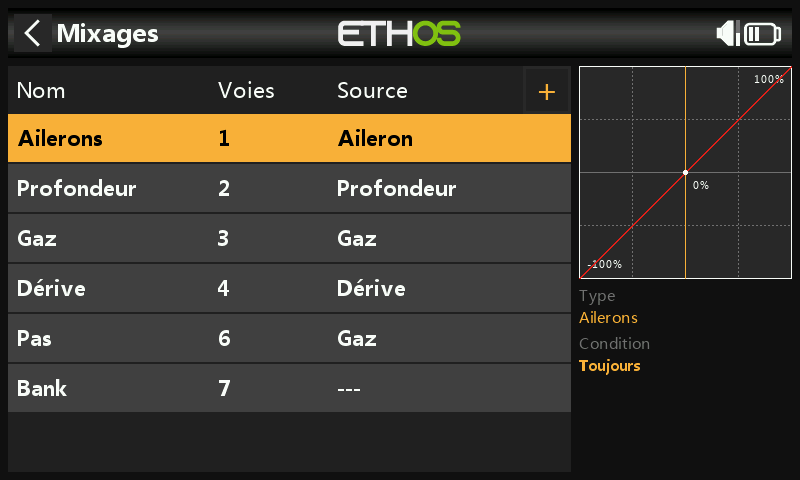 Mixages
ETHOS
Nom Voies Source +
Ailerons 1 Aileron
Profondeur 2 Profondeur
Gaz 3 Gaz
Dérive 4 Dérive
Pas 6 Gaz
Bank 7 ---
100%
0%
-100%
Type
Ailerons
Condition
Toujours